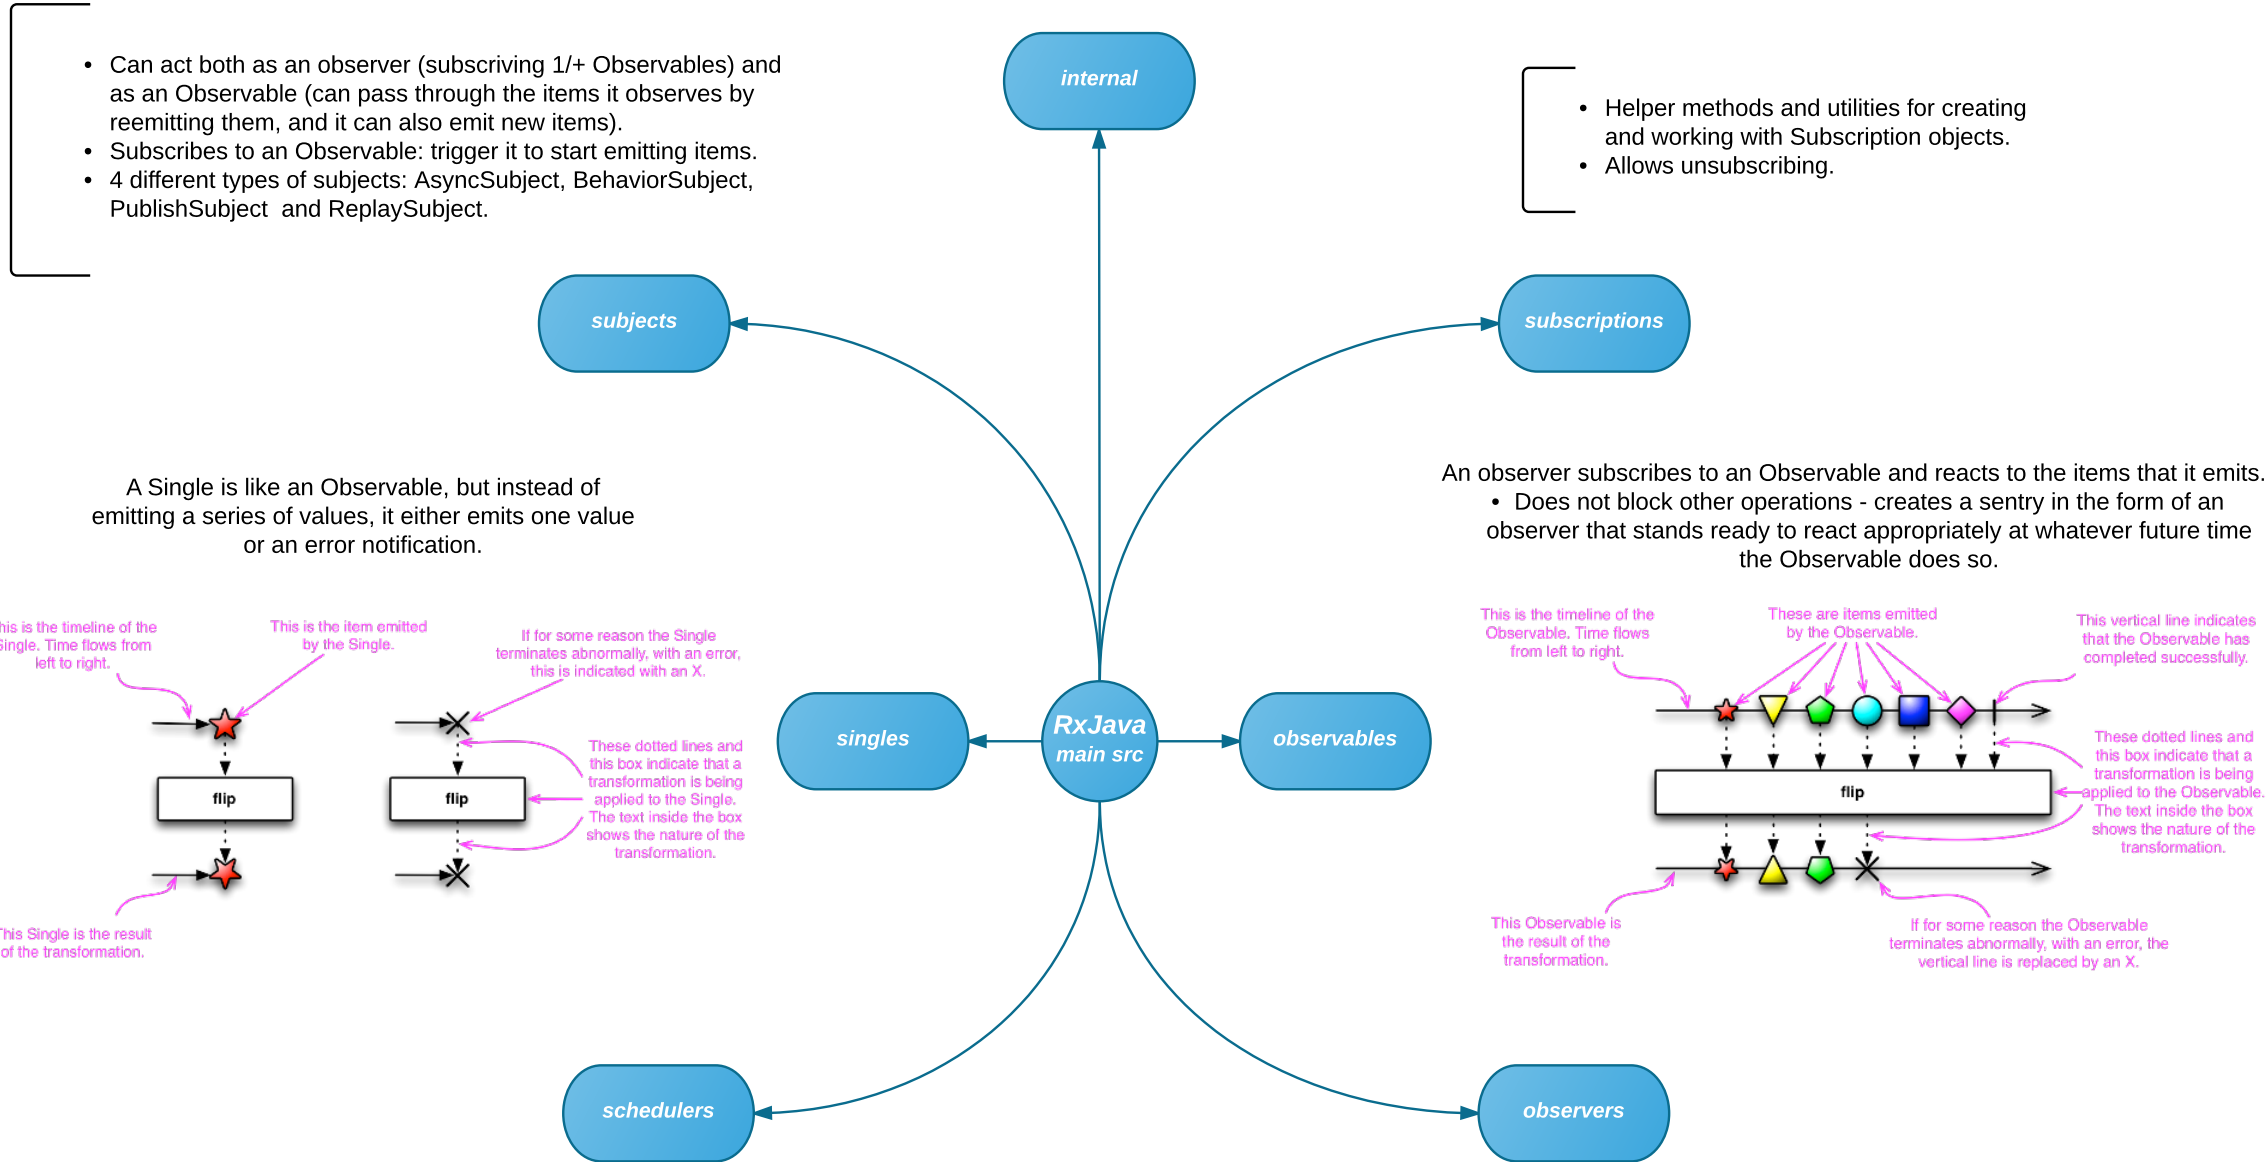 • Can act both as an observer (subscriving 1/+ Observables) and
as an Observable (can pass through the items it observes by
reemitting them, and it can also emit new items).
• Subscribes to an Observable: trigger it to start emitting items.
• 4 different types of subjects: AsyncSubject, BehaviorSubject,
PublishSubject  and ReplaySubject.
internal
• Helper methods and utilities for creating
and working with Subscription objects.
• Allows unsubscribing.
subjects
subscriptions
A Single is like an Observable, but instead of
emitting a series of values, it either emits one value
or an error notification.
An observer subscribes to an Observable and reacts to the items that it emits.
• Does not block other operations - creates a sentry in the form of an
observer that stands ready to react appropriately at whatever future time
the Observable does so.
his is the timeline of the
Single. Time flows from
left to right.
This is the item emitted
by the Single.
If for some reason the Single
terminates abnormally, with an error,
this is indicated with an X.
flip
flip
These dotted lines and
this box indicate that a
transformation is being
applied to the Single.
The text inside the box
shows the nature of the
transformation.
This Single is the result
of the transformation.
singles
RxJava
main src
observables
This is the timeline of the
Observable. Time flows
from left to right.
These are items emitted
by the Observable.
This vertical line indicates
that the Observable has
completed successfully.
flip
These dotted lines and
this box indicate that a
transformation is being
applied to the Observable.
The text inside the box
shows the nature of the
transformation.
This Observable is
the result of the
transformation.
If for some reason the Observable
terminates abnormally, with an error, the
vertical line is replaced by an X.
schedulers
observers